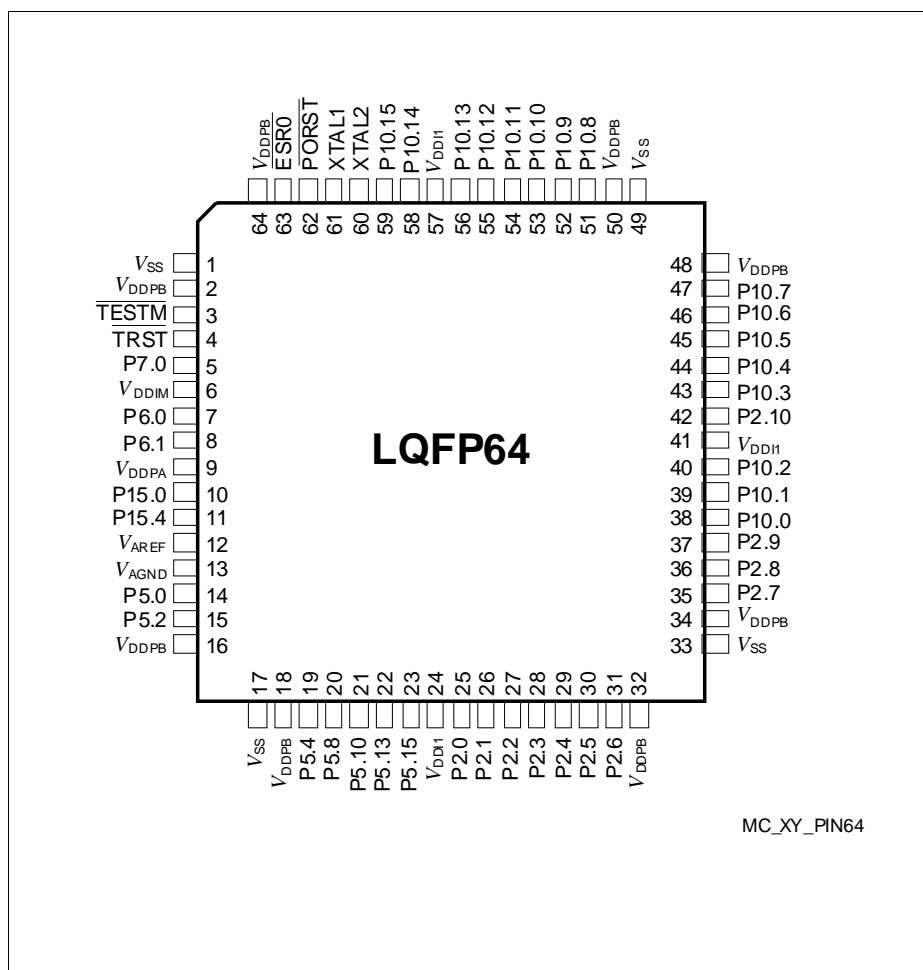 VDDPB
ESR0
PORST
XTAL1
XTAL2
P10.15
P10.14
VDDI1
P10.13
P10.12
P10.11
P10.10
P10.9
P10.8
VDDPB
VSS
64
63
62
61
60
59
58
57
56
55
54
53
52
51
50
49
VSS 1
VDDPB 2
TESTM 3
TRST 4
P7.0 5
VDDIM 6
P6.0 7
P6.1 8
VDDPA 9
P15.0 10
P15.4 11
VAREF 12
VAGND 13
P5.0 14
P5.2 15
VDDPB 16
LQFP64
48 VDDPB
47 P10.7
46 P10.6
45 P10.5
44 P10.4
43 P10.3
42 P2.10
41 VDDI1
40 P10.2
39 P10.1
38 P10.0
37 P2.9
36 P2.8
35 P2.7
34 VDDPB
33 VSS
17
18
19
20
21
22
23
24
25
26
27
28
29
30
31
32
VSS
VDDPB
P5.4
P5.8
P5.10
P5.13
P5.15
VDDI1
P2.0
P2.1
P2.2
P2.3
P2.4
P2.5
P2.6
VDDPB
MC_XY_PIN64